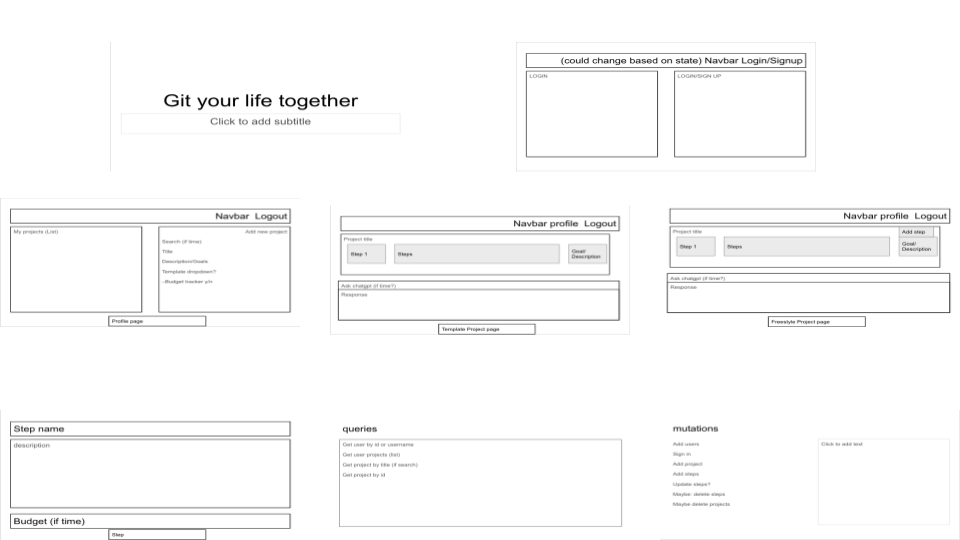 Git your life together
Click to add subtitle
(could change based on state) Navbar Login/Signup
LOGIN
LOGIN/SIGN UP
Navbar Logout
My projects (List)
Add new project
Search (if time)
Title
Description/Goals
Template dropdown?
-Budget tracker y/n
Profile page
Navbar profile Logout
Project title
Step 1
Steps
Goal/
Description
Ask chatgpt (if time?)
Response
Template Project page
Navbar profile Logout
Project title
Add step
Step 1
Steps
Goal/
Description
Ask chatgpt (if time?)
Response
Freestyle Project page
Step name
description
Budget (if time)
Step
queries
Get user by id or username
Get user projects (list)
Get project by title (if search)
Get project by id
mutations
Add users
Sign in
Add project
Add steps
Update steps?
Maybe: delete steps
Maybe delete projects
Click to add text